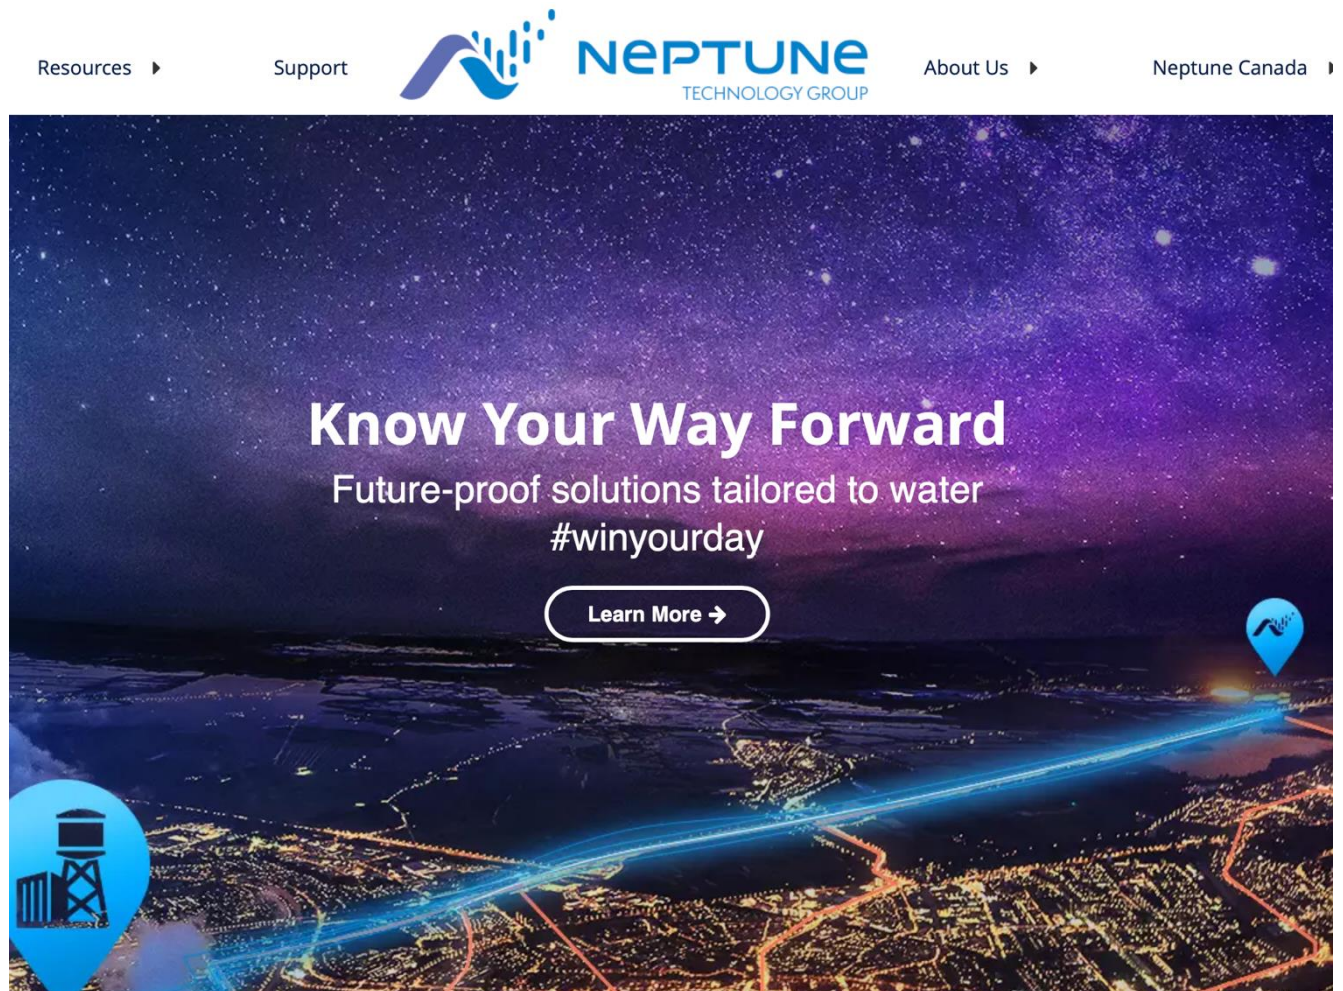 Resources
Support
NEPTUNE
TECHNOLOGY GROUP
About Us
Neptune Canada
Know Your Way Forward
Future-proof solutions tailored to water
#winyourday
Learn More